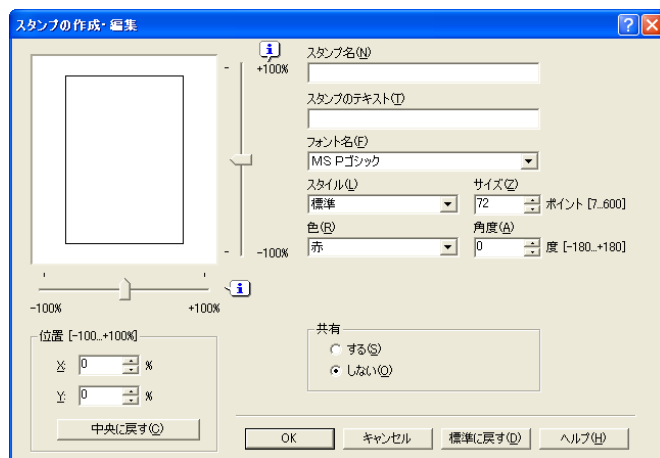 スタンプの作成・編集
+100%
-100%
-100%
+100%
スタンプ名(N)
スタンプのテキスト(T)
フォント名(F)
MS Pゴシック
スタイル(L)
サイズ(Z)
標準
72
ポイント [7...600]
色(R)
角度(A)
赤
0
度 [-180...+180]
位置 [-100...+100%]
X:
0
%
Y:
0
%
中央に戻す(C)
共有
する(S)
しない(O)
OK
キャンセル
標準に戻す(D)
ヘルプ(H)